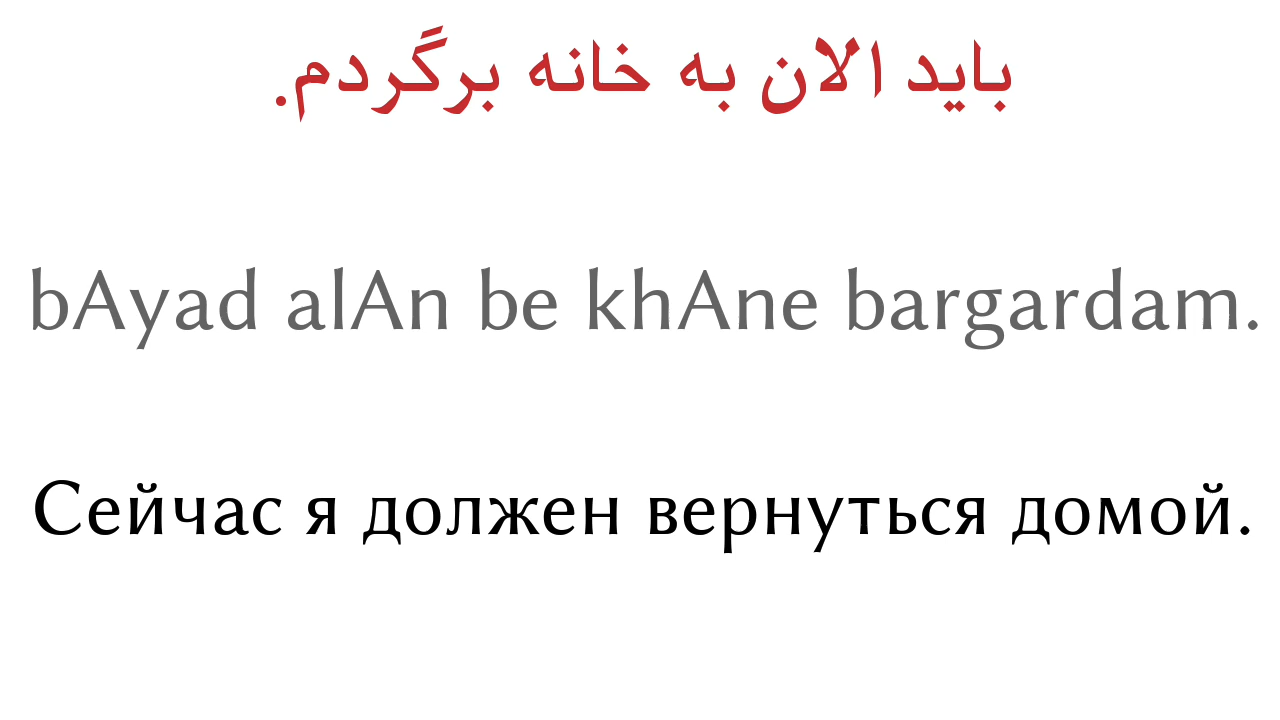 باید الان به خانه برگردم.
bAyad alAn be khAne bargardam.
Сейчас я должен вернуться домой.